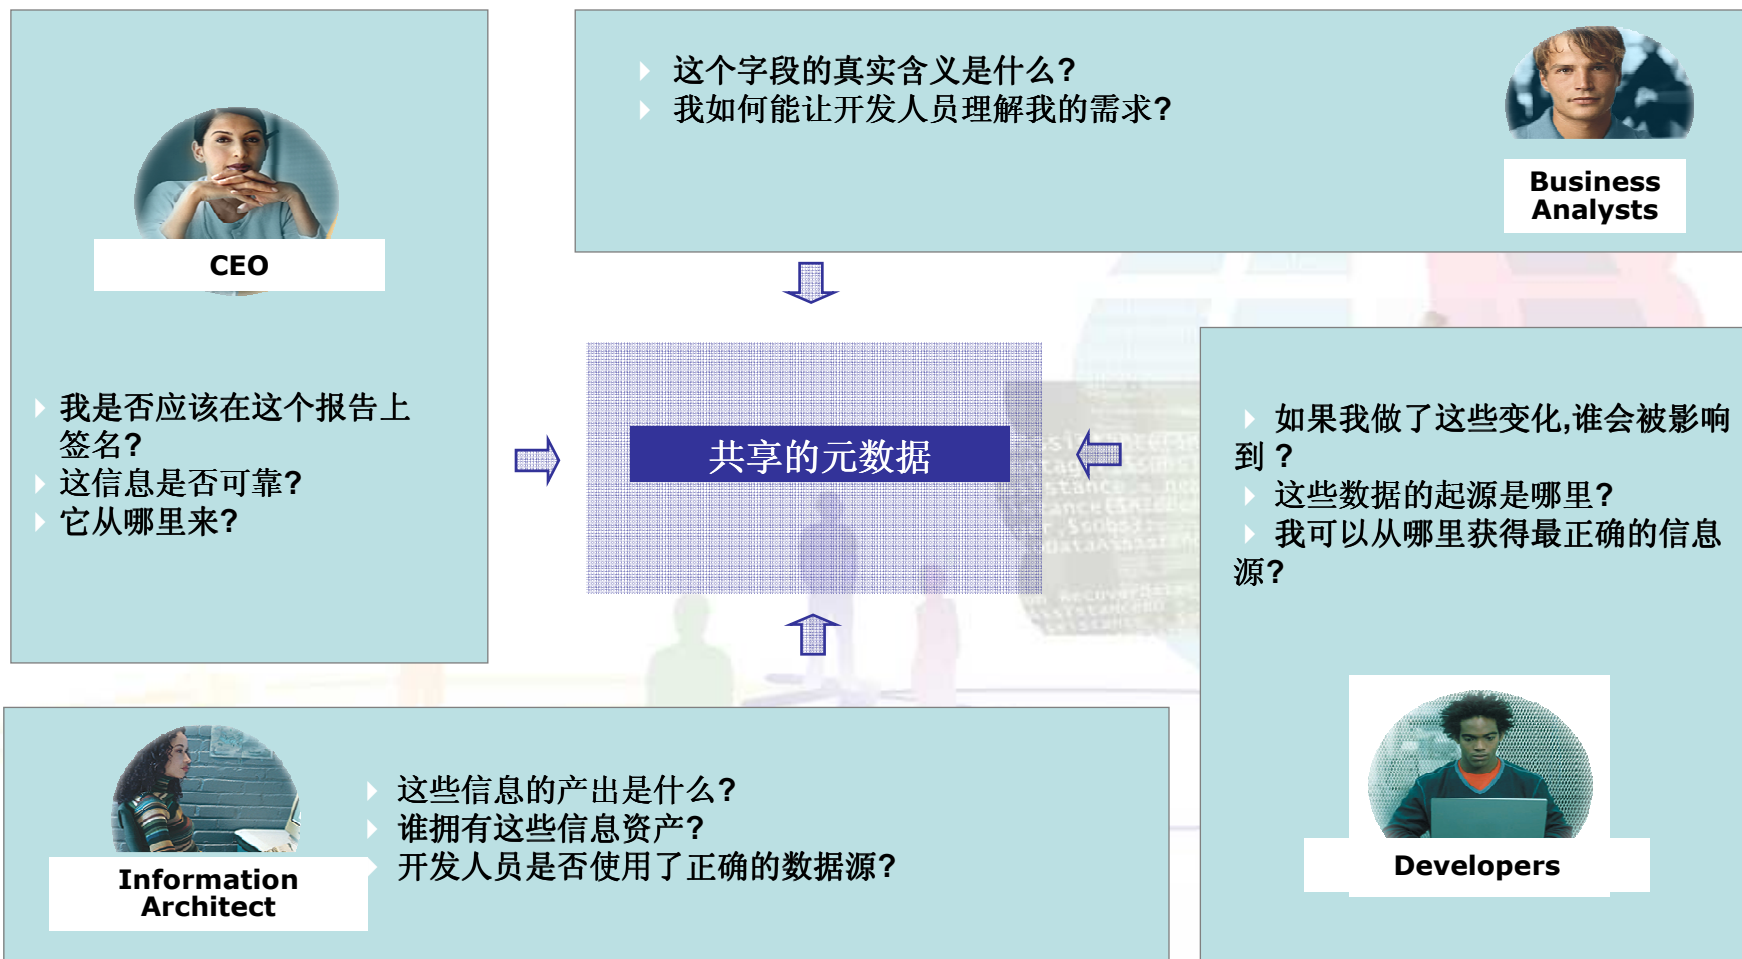 CEO
我是否应该在这个报告上
签名?
这信息是否可靠?
它从哪里来?
这个字段的真实含义是什么?
我如何能让开发人员理解我的需求?
Business
Analysts
共享的元数据
如果我做了这些变化,谁会被影响
到?
这些数据的起源是哪里?
我可以从哪里获得最正确的信息
源?
Developers
Information
Architect
这些信息的产出是什么?
谁拥有这些信息资产?
开发人员是否使用了正确的数据源?